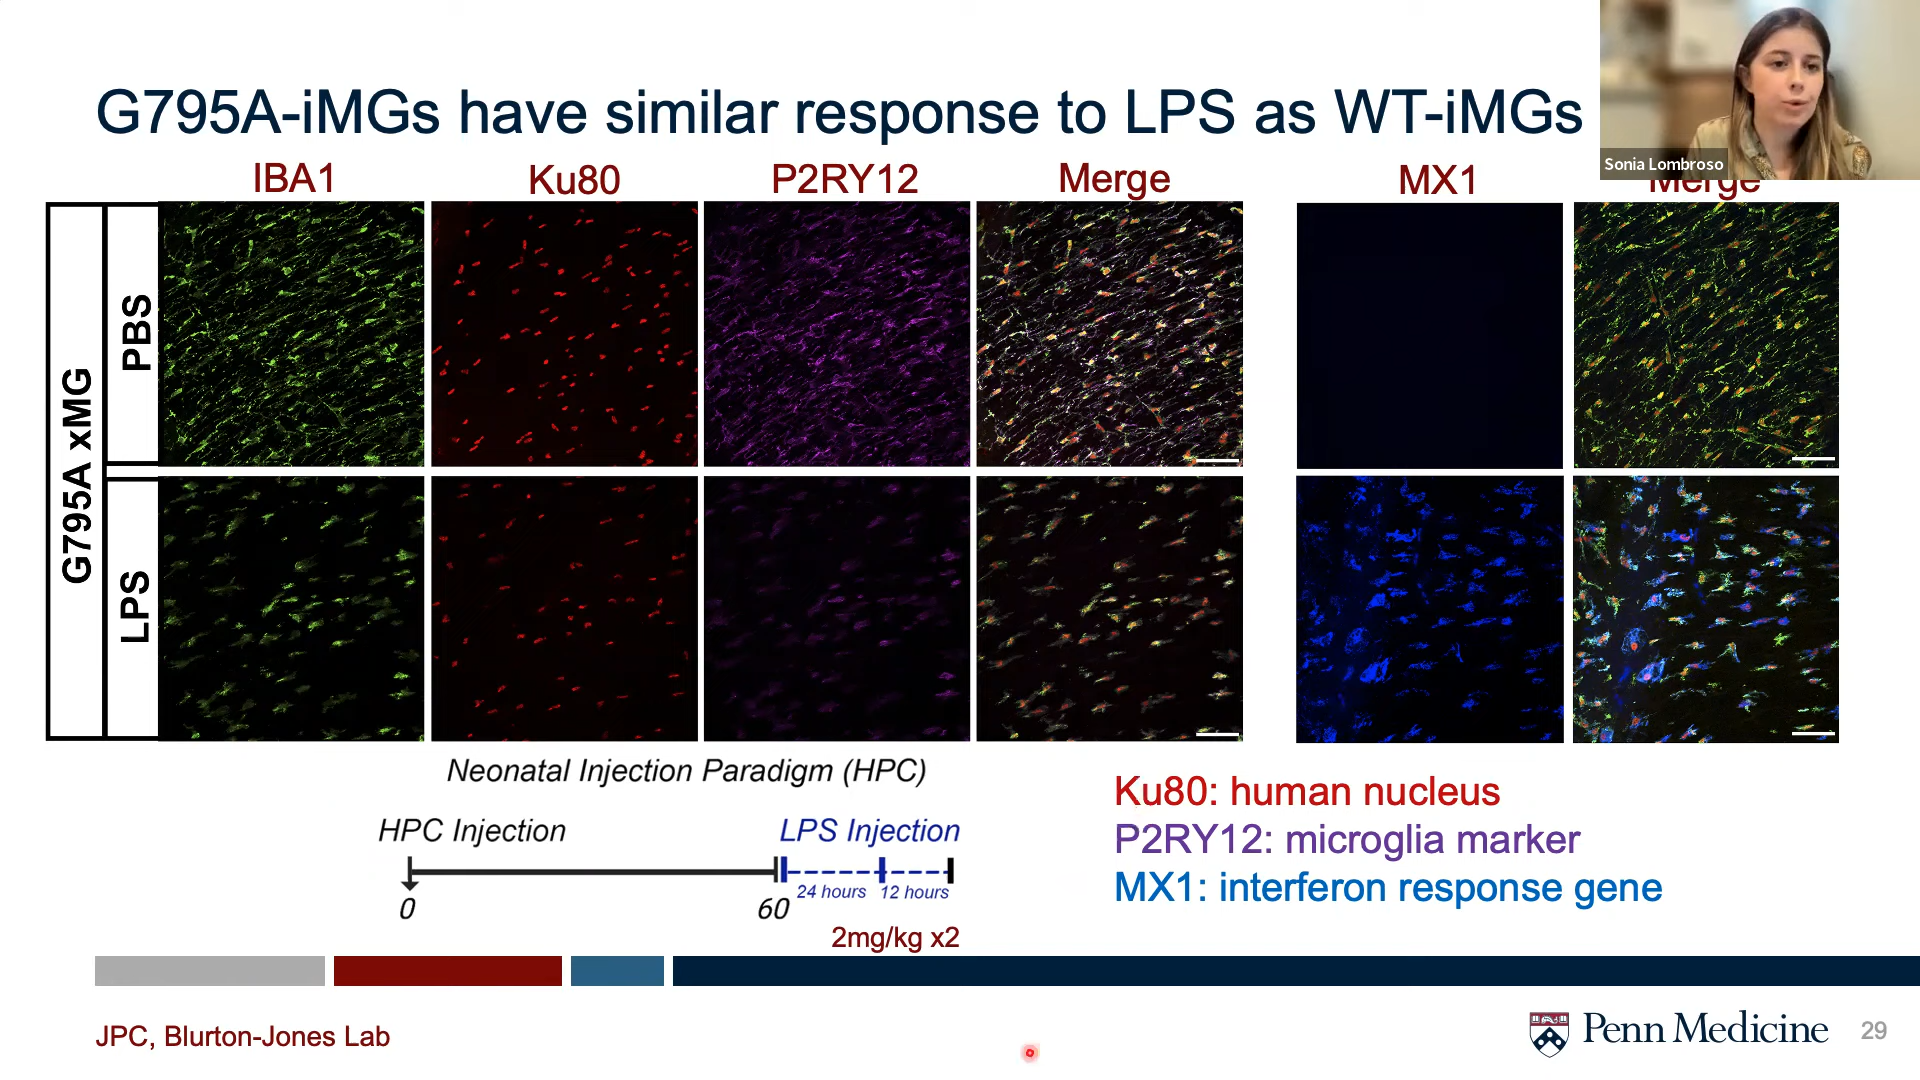 G795A-iMGs have similar response to LPS as WT-iMGs
Sonia Lombroso
IBA1 Ku80 P2RY12 Merge MX1 Merge
G795A xMG
PBS
LPS
Neonatal Injection Paradigm (HPC)
HPC Injection LPS Injection
24 hours 12 hours
0 60
2mg/kg x2
Ku80: human nucleus
P2RY12: microglia marker
MX1: interferon response gene
JPC, Blurton-Jones Lab
Penn Medicine 29